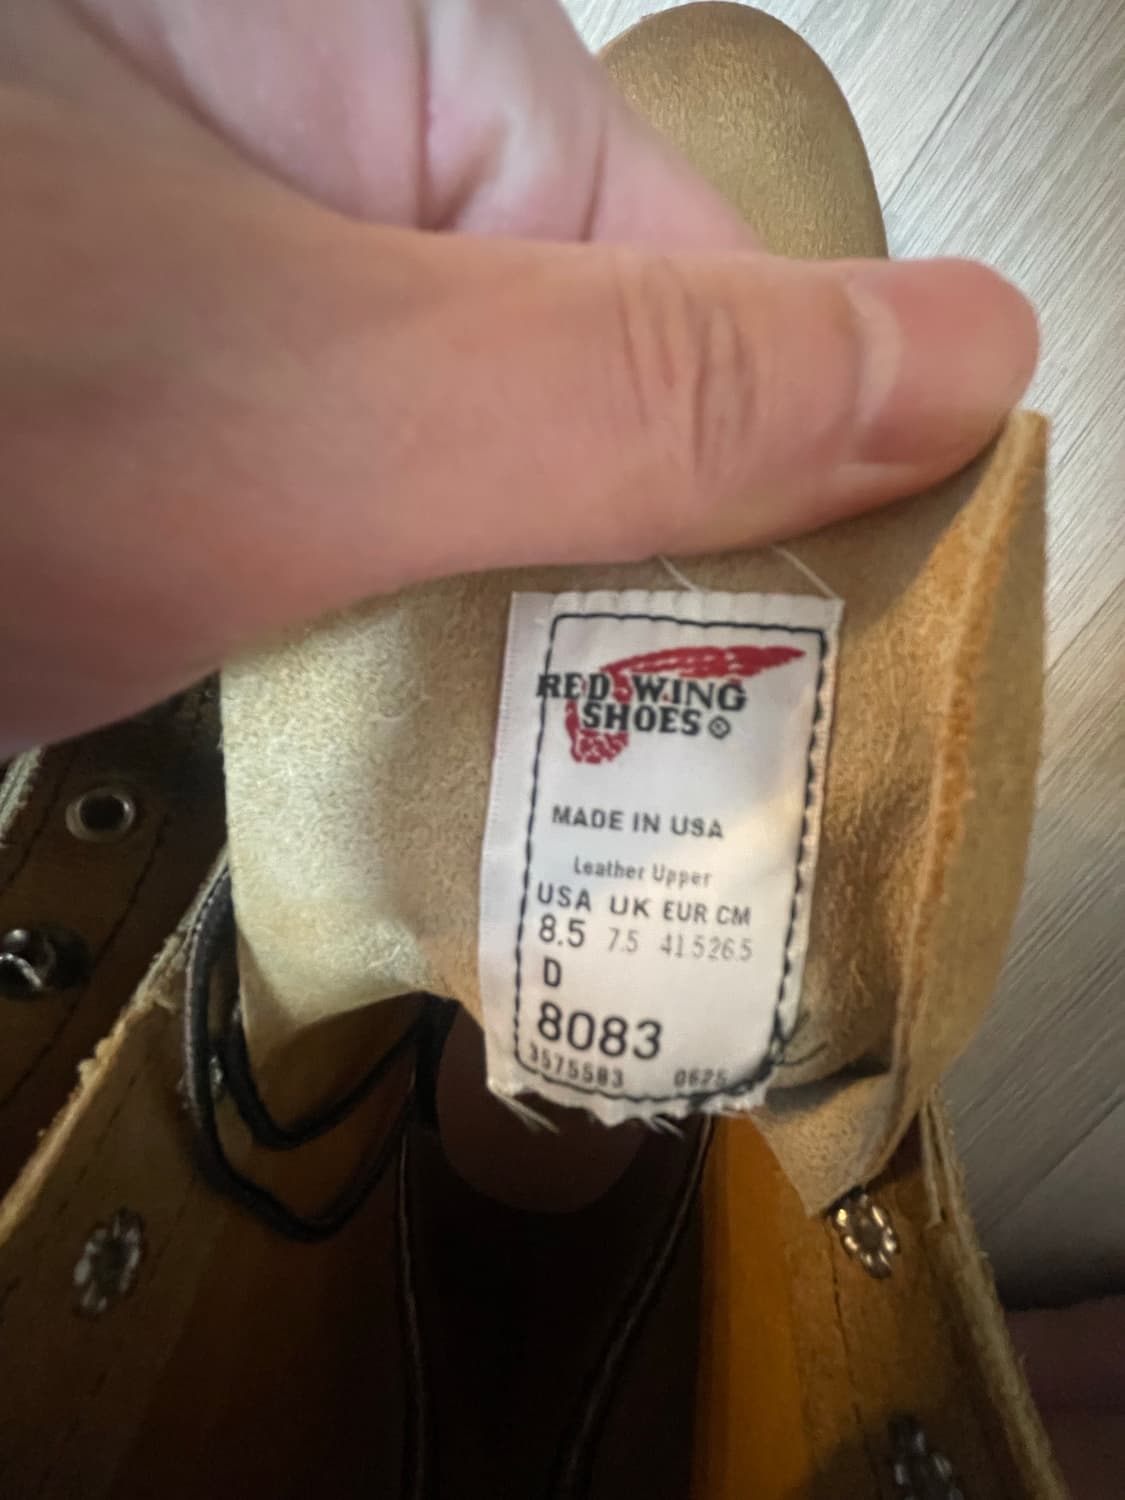 RED WING
SHOES ®
MADE IN USA
Leather Upper
USA UK EUR CM
8.5 7.5 41.5 26.5
D
8083
3575583 0625